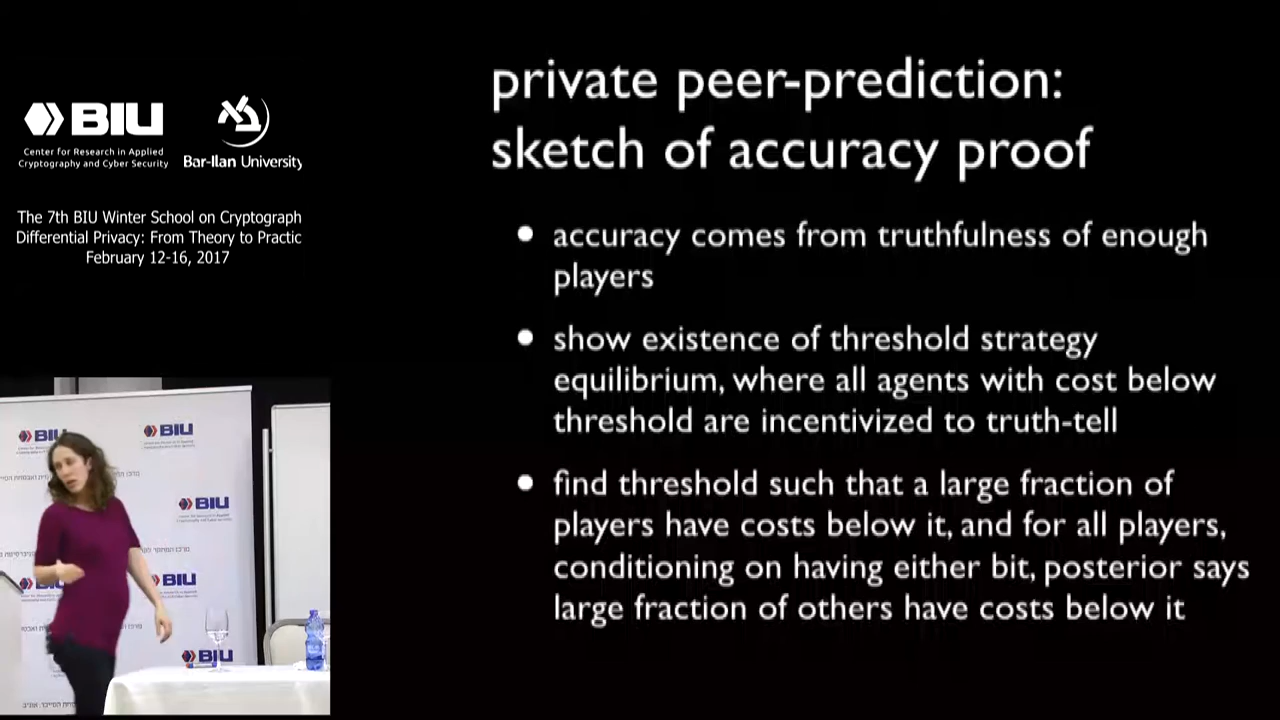 BIU
Center for Research in Applied
Cryptography and Cyber Security
Bar-Ilan University
The 7th BIU Winter School on Cryptograph
Differential Privacy: From Theory to Practic
February 12-16, 2017
private peer-prediction:
sketch of accuracy proof
• accuracy comes from truthfulness of enough
players
• show existence of threshold strategy
equilibrium, where all agents with cost below
threshold are incentivized to truth-tell
• find threshold such that a large fraction of
players have costs below it, and for all players,
conditioning on having either bit, posterior says
large fraction of others have costs below it
BIU
BIU
BIU
BIU
BIU
BIU